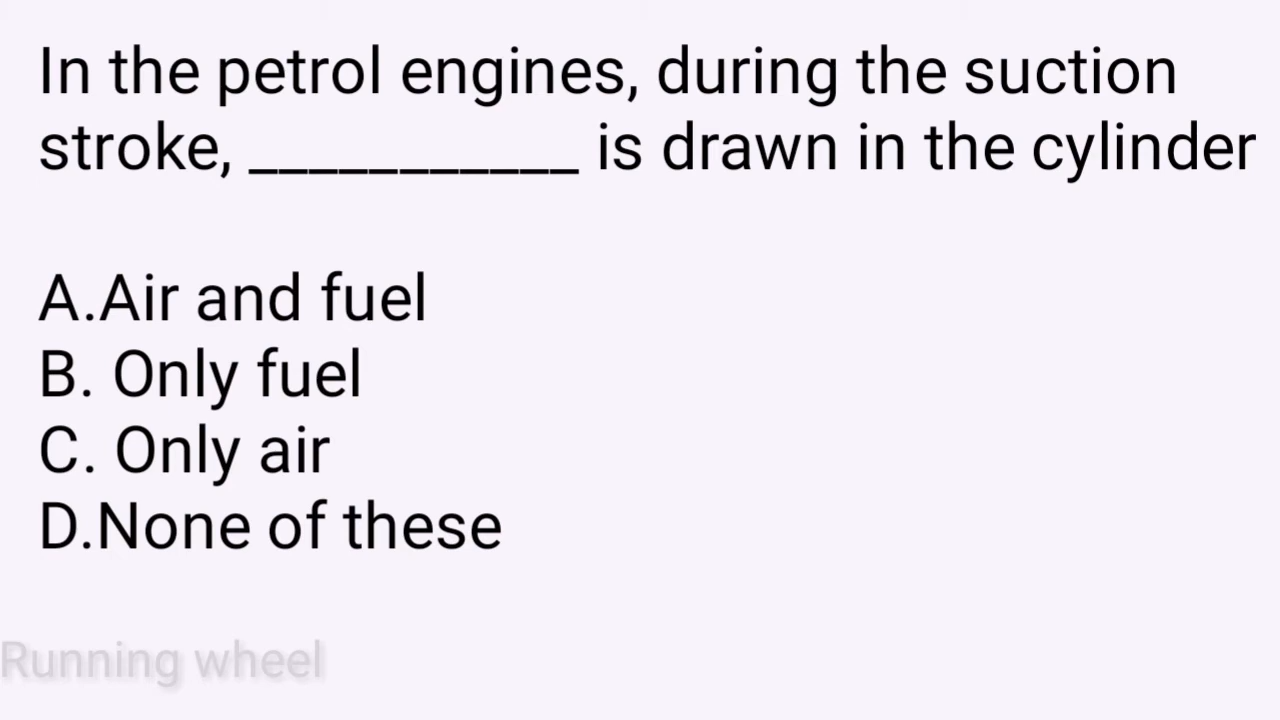 In the petrol engines, during the suction
stroke, ___________ is drawn in the cylinder
A.Air and fuel
B. Only fuel
C. Only air
D.None of these
Running wheel